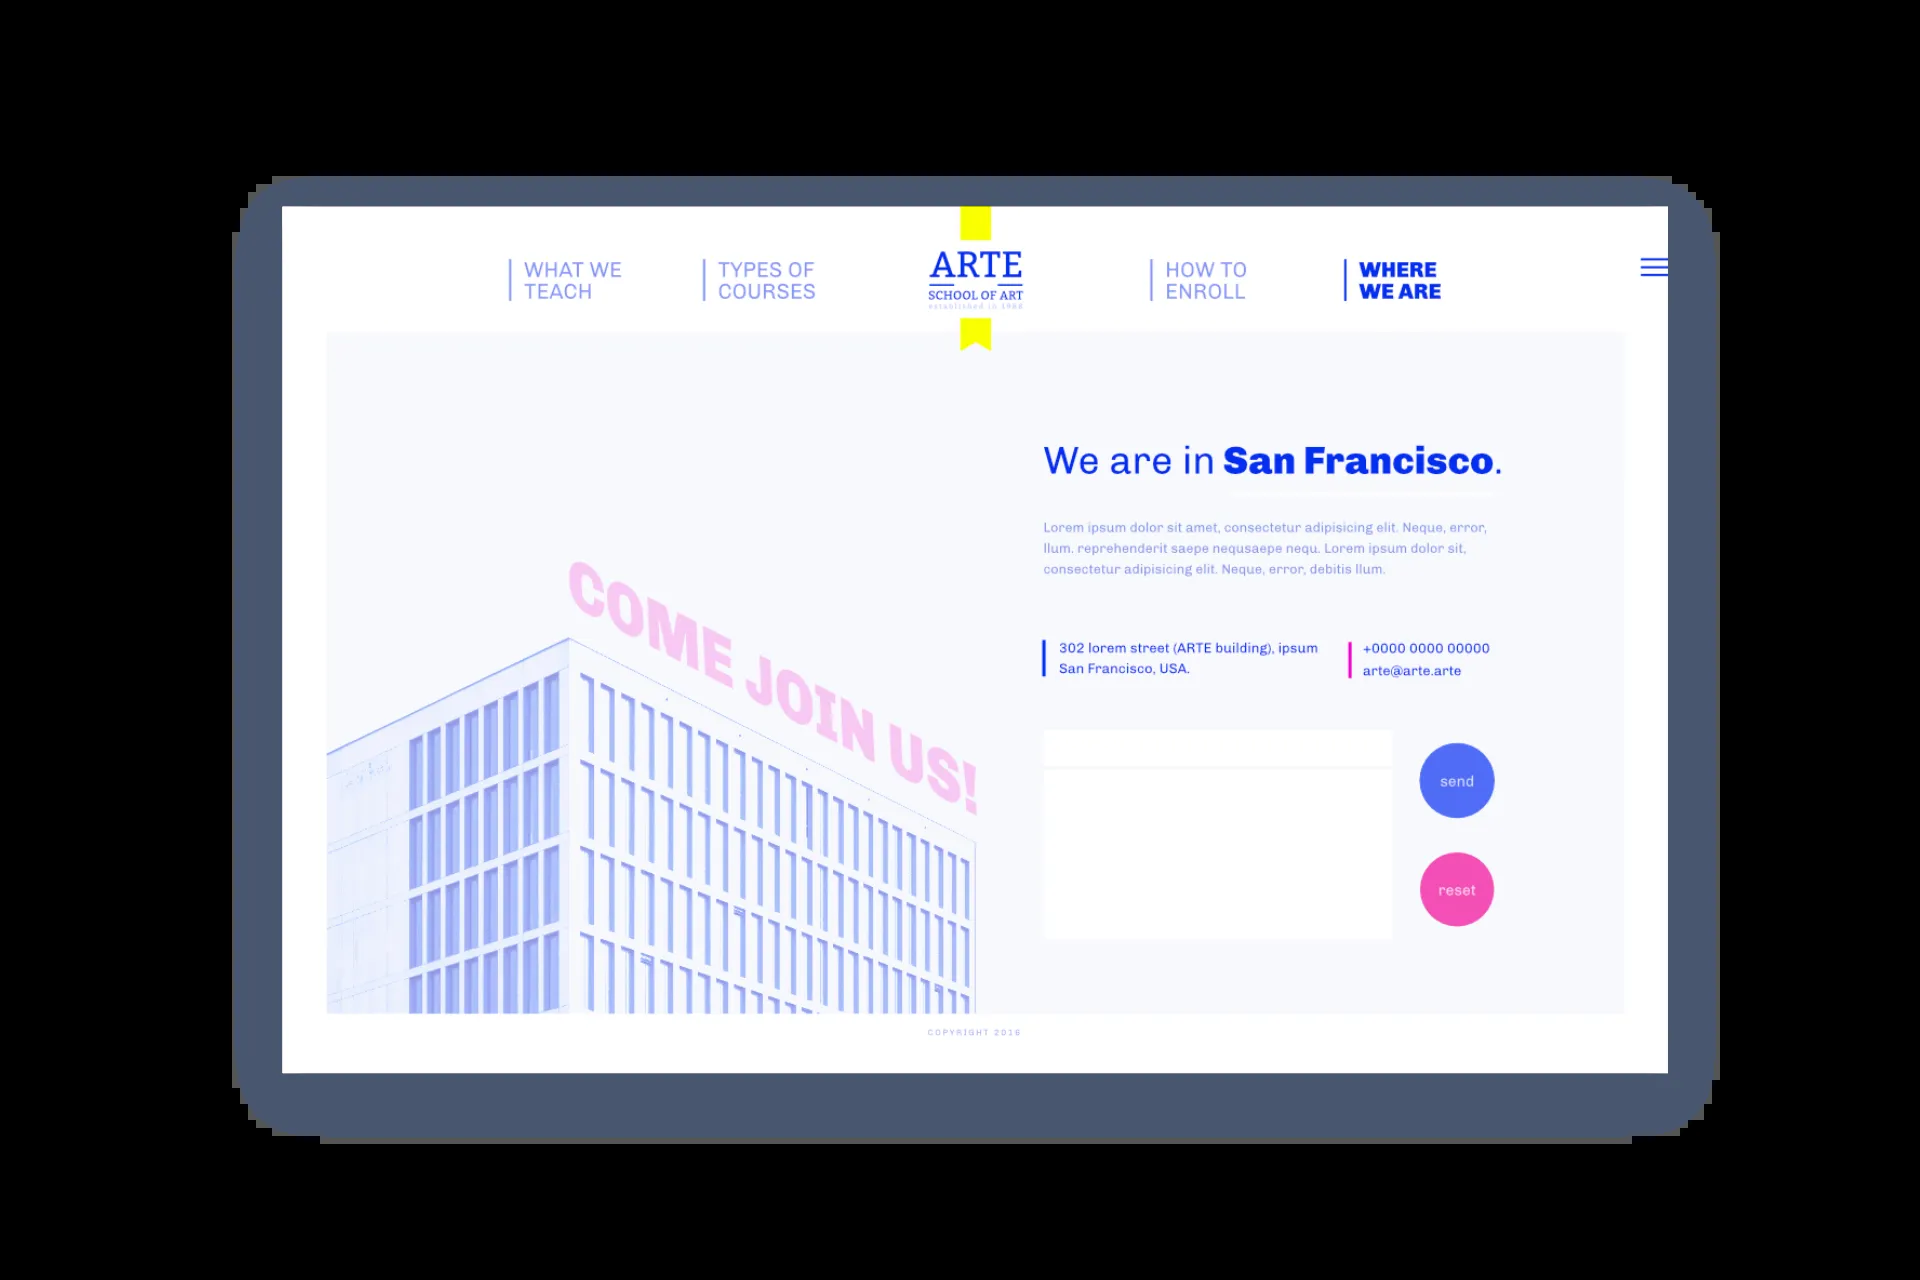 WHAT WE
TEACH
TYPES OF
COURSES
ARTE
SCHOOL OF ART
established in 1988
HOW TO
ENROLL
WHERE
WE ARE
COME JOIN US!
We are in San Francisco.
Lorem ipsum dolor sit amet, consectetur adipisicing elit. Neque, error,
llum. reprehenderit saepe nequsaepe nequ. Lorem ipsum dolor sit,
consectetur adipisicing elit. Neque, error, debitis llum.
302 lorem street (ARTE building), ipsum
San Francisco, USA.
+0000 0000 00000
arte@arte.arte
send
reset
COPYRIGHT 2016